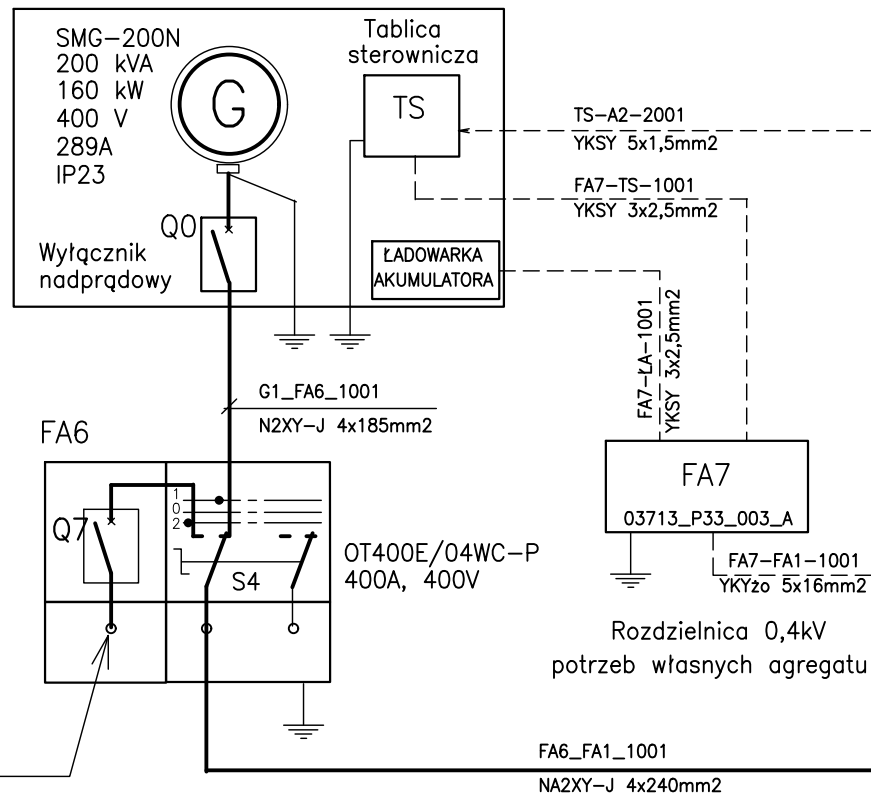 SMG-200N
200 kVA
160 kW
400 V
289A
IP23
G
Tablica
sterownicza
TS
Q0
Wyłącznik
nadprądowy
ŁADOWARKA
AKUMULATORA
TS-A2-2001
YKSY 5x1,5mm2
FA7-TS-1001
YKSY 3x2,5mm2
FA7-ŁA-1001
YKSY 3x2,5mm2
G1_FA6_1001
N2XY-J 4x185mm2
FA6
Q7
1
0
2
S4
OT400E/04WC-P
400A, 400V
FA7
03713_P33_003_A
FA7-FA1-1001
YKYżo 5x16mm2
Rozdzielnica 0,4kV
potrzeb własnych agregatu
FA6_FA1_1001
NA2XY-J 4x240mm2